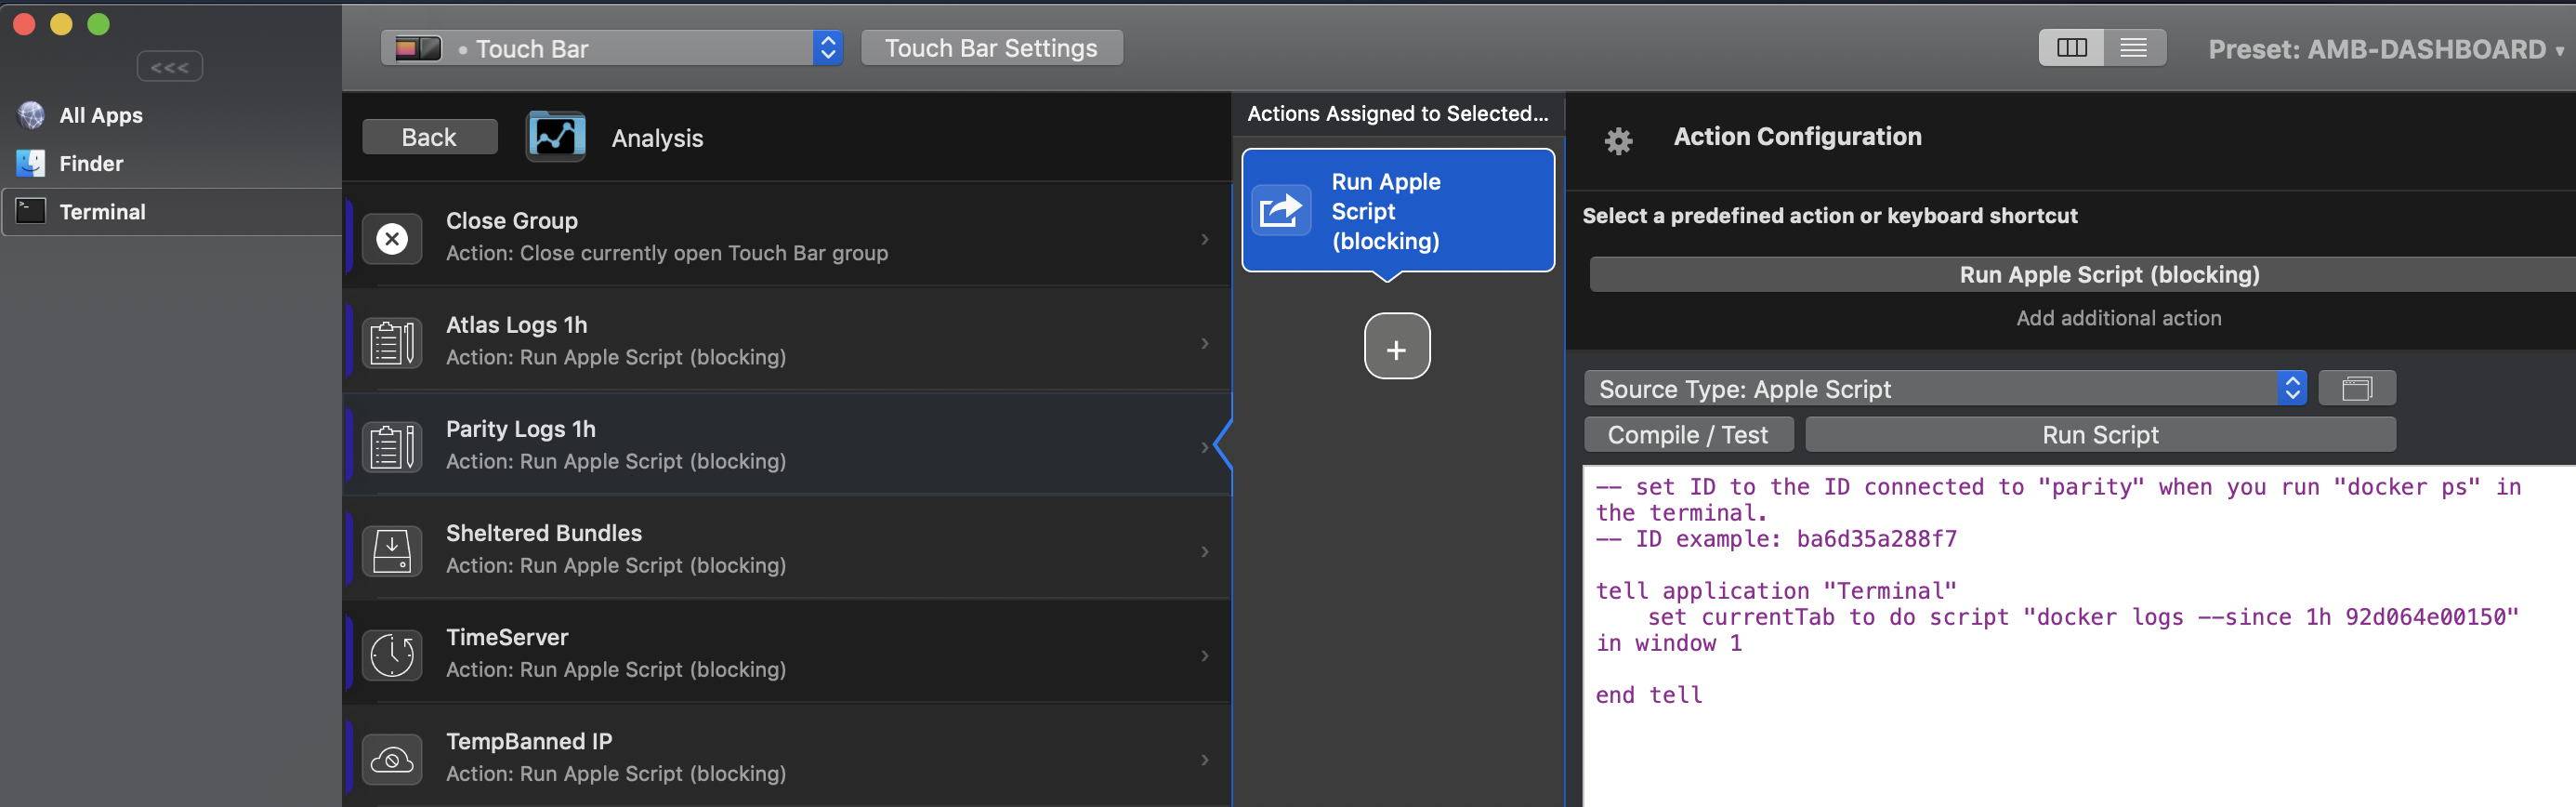 <<<
All Apps
Finder
Terminal
Touch Bar
Touch Bar Settings
Preset: AMB-DASHBOARD
Back
Analysis
Close Group
Action: Close currently open Touch Bar group
Atlas Logs 1h
Action: Run Apple Script (blocking)
Parity Logs 1h
Action: Run Apple Script (blocking)
Sheltered Bundles
Action: Run Apple Script (blocking)
TimeServer
Action: Run Apple Script (blocking)
TempBanned IP
Action: Run Apple Script (blocking)
Actions Assigned to Selected...
Run Apple
Script
(blocking)
+
Action Configuration
Select a predefined action or keyboard shortcut
Run Apple Script (blocking)
Add additional action
Source Type: Apple Script
Compile / Test
Run Script
-- set ID to the ID connected to "parity" when you run "docker ps" in
the terminal.
-- ID example: ba6d35a288f7
tell application "Terminal"
set currentTab to do script "docker logs --since 1h 92d064e00150"
in window 1
end tell